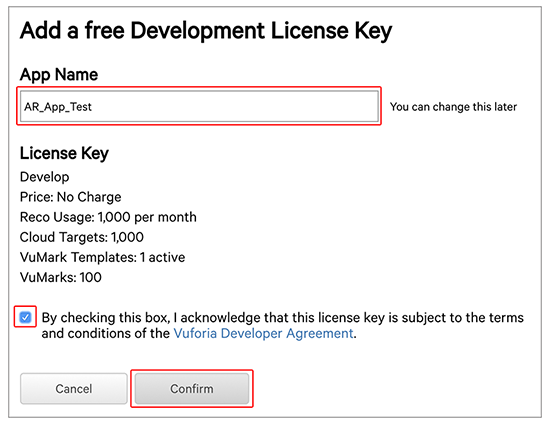 Add a free Development License Key
App Name
AR_App_Test
You can change this later
License Key
Develop
Price: No Charge
Reco Usage: 1,000 per month
Cloud Targets: 1,000
VuMark Templates: 1 active
VuMarks: 100
By checking this box, I acknowledge that this license key is subject to the terms
and conditions of the Vuforia Developer Agreement.
Cancel
Confirm